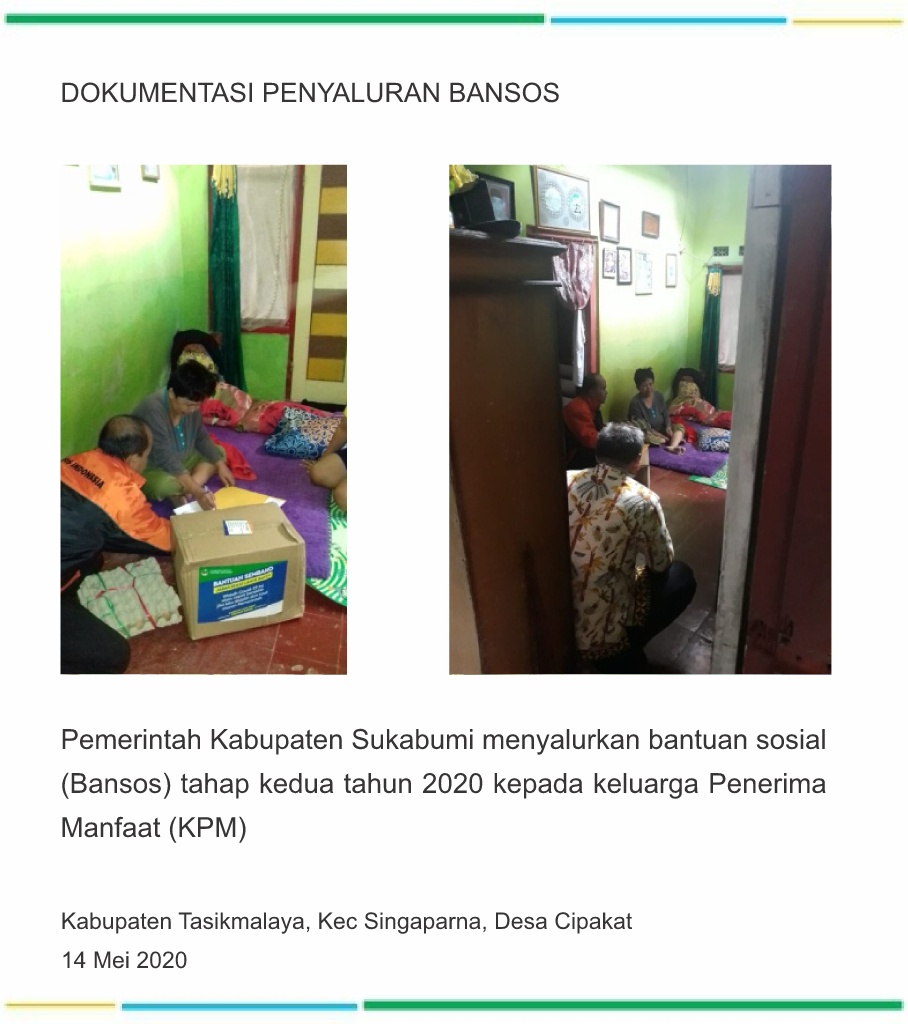 DOKUMENTASI PENYALURAN BANSOS
INDONESIA
BANTUAN SEMBAKO
Pemerintah Kabupaten Sukabumi menyalurkan bantuan sosial
(Bansos) tahap kedua tahun 2020 kepada keluarga Penerima
Manfaat (KPM)
Kabupaten Tasikmalaya, Kec Singaparna, Desa Cipakat
14 Mei 2020